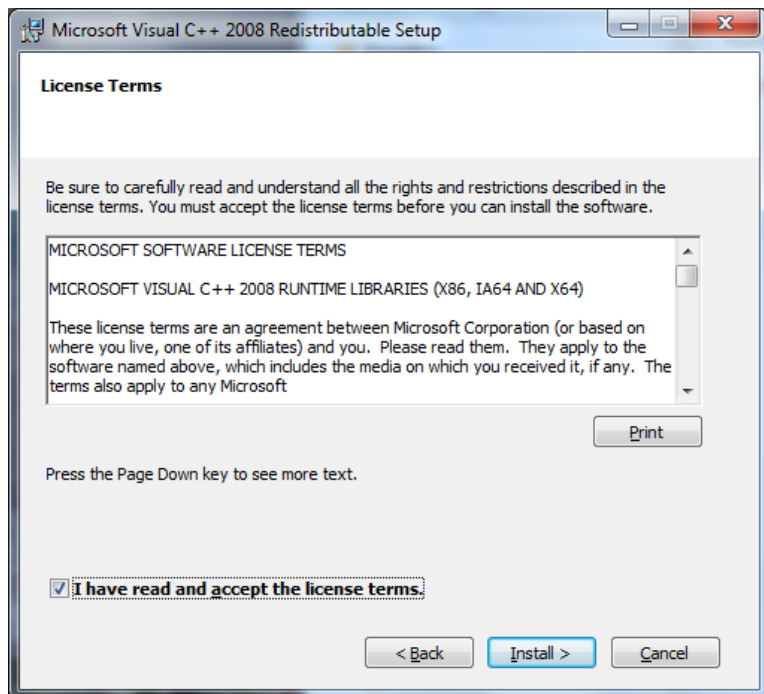 Microsoft Visual C++ 2008 Redistributable Setup
License Terms
Be sure to carefully read and understand all the rights and restrictions described in the
license terms. You must accept the license terms before you can install the software.
MICROSOFT SOFTWARE LICENSE TERMS
MICROSOFT VISUAL C++ 2008 RUNTIME LIBRARIES (X86, IA64 AND X64)
These license terms are an agreement between Microsoft Corporation (or based on
where you live, one of its affiliates) and you.  Please read them.  They apply to the
software named above, which includes the media on which you received it, if any.  The
terms also apply to any Microsoft
Print
Press the Page Down key to see more text.
I have read and accept the license terms.
< Back Install > Cancel